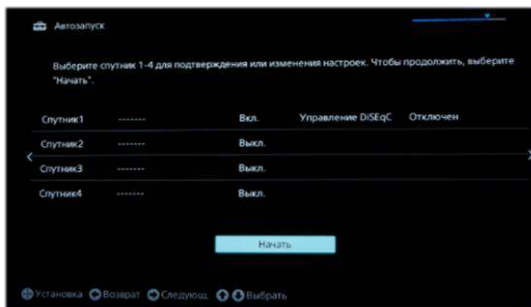 Автозапуск
Выберите спутник 1-4 для подтверждения или изменения настроек. Чтобы продолжить, выберите
"Начать".
Спутник1 ------- Вкл. Управление DiSEqC Отключен
Спутник2 ------- Выкл.
Спутник3 ------- Выкл.
Спутник4 ------- Выкл.
Начать
Установка Возврат Следующ. Выбрать